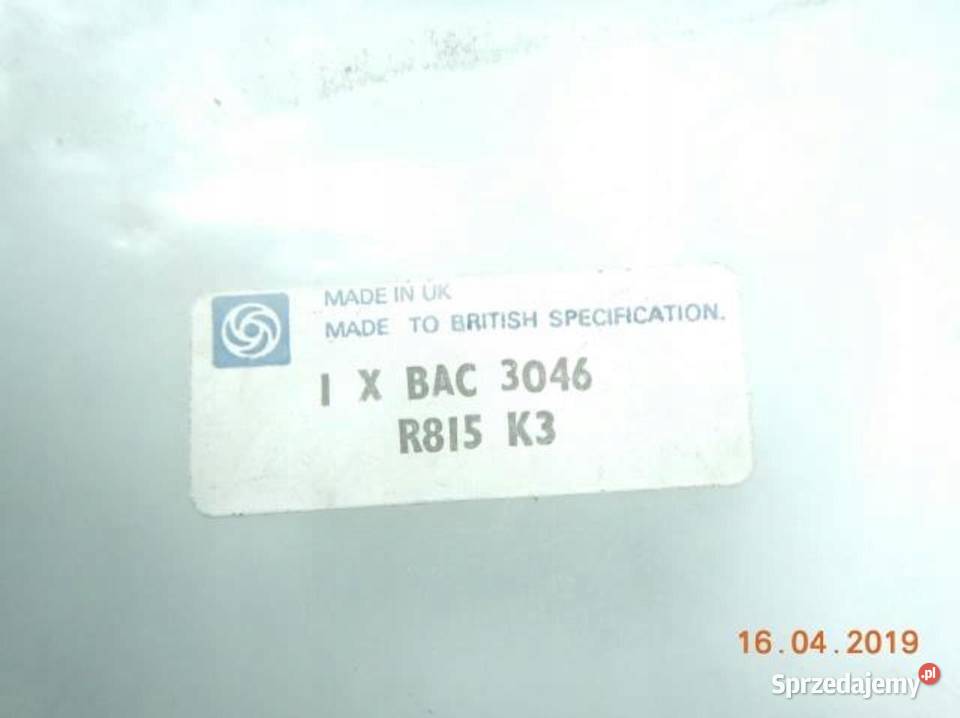 MADE IN UK
MADE TO BRITISH SPECIFICATION.
1 X BAC 3046
R815 K3
16.04.2019
Sprzedajemy.pl